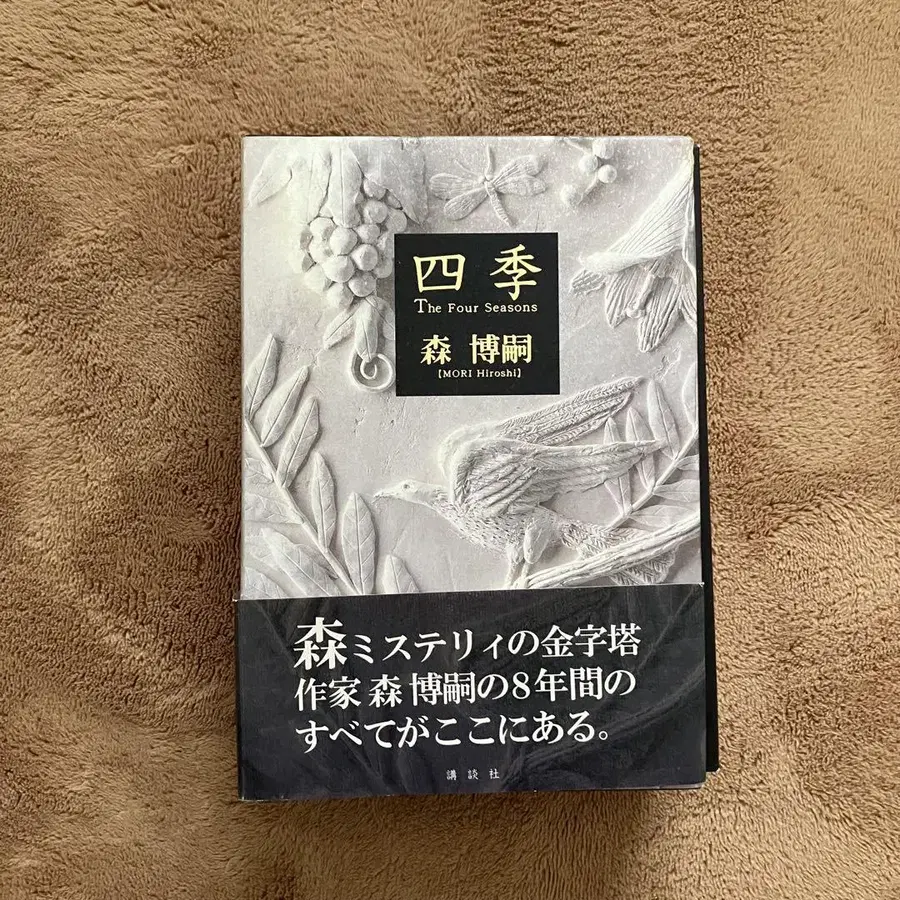 四季
The Four Seasons
森 博嗣
【MORI Hiroshi】
森ミステリィの金字塔
作家 森 博嗣の8年間の
すべてがここにある。
講談社